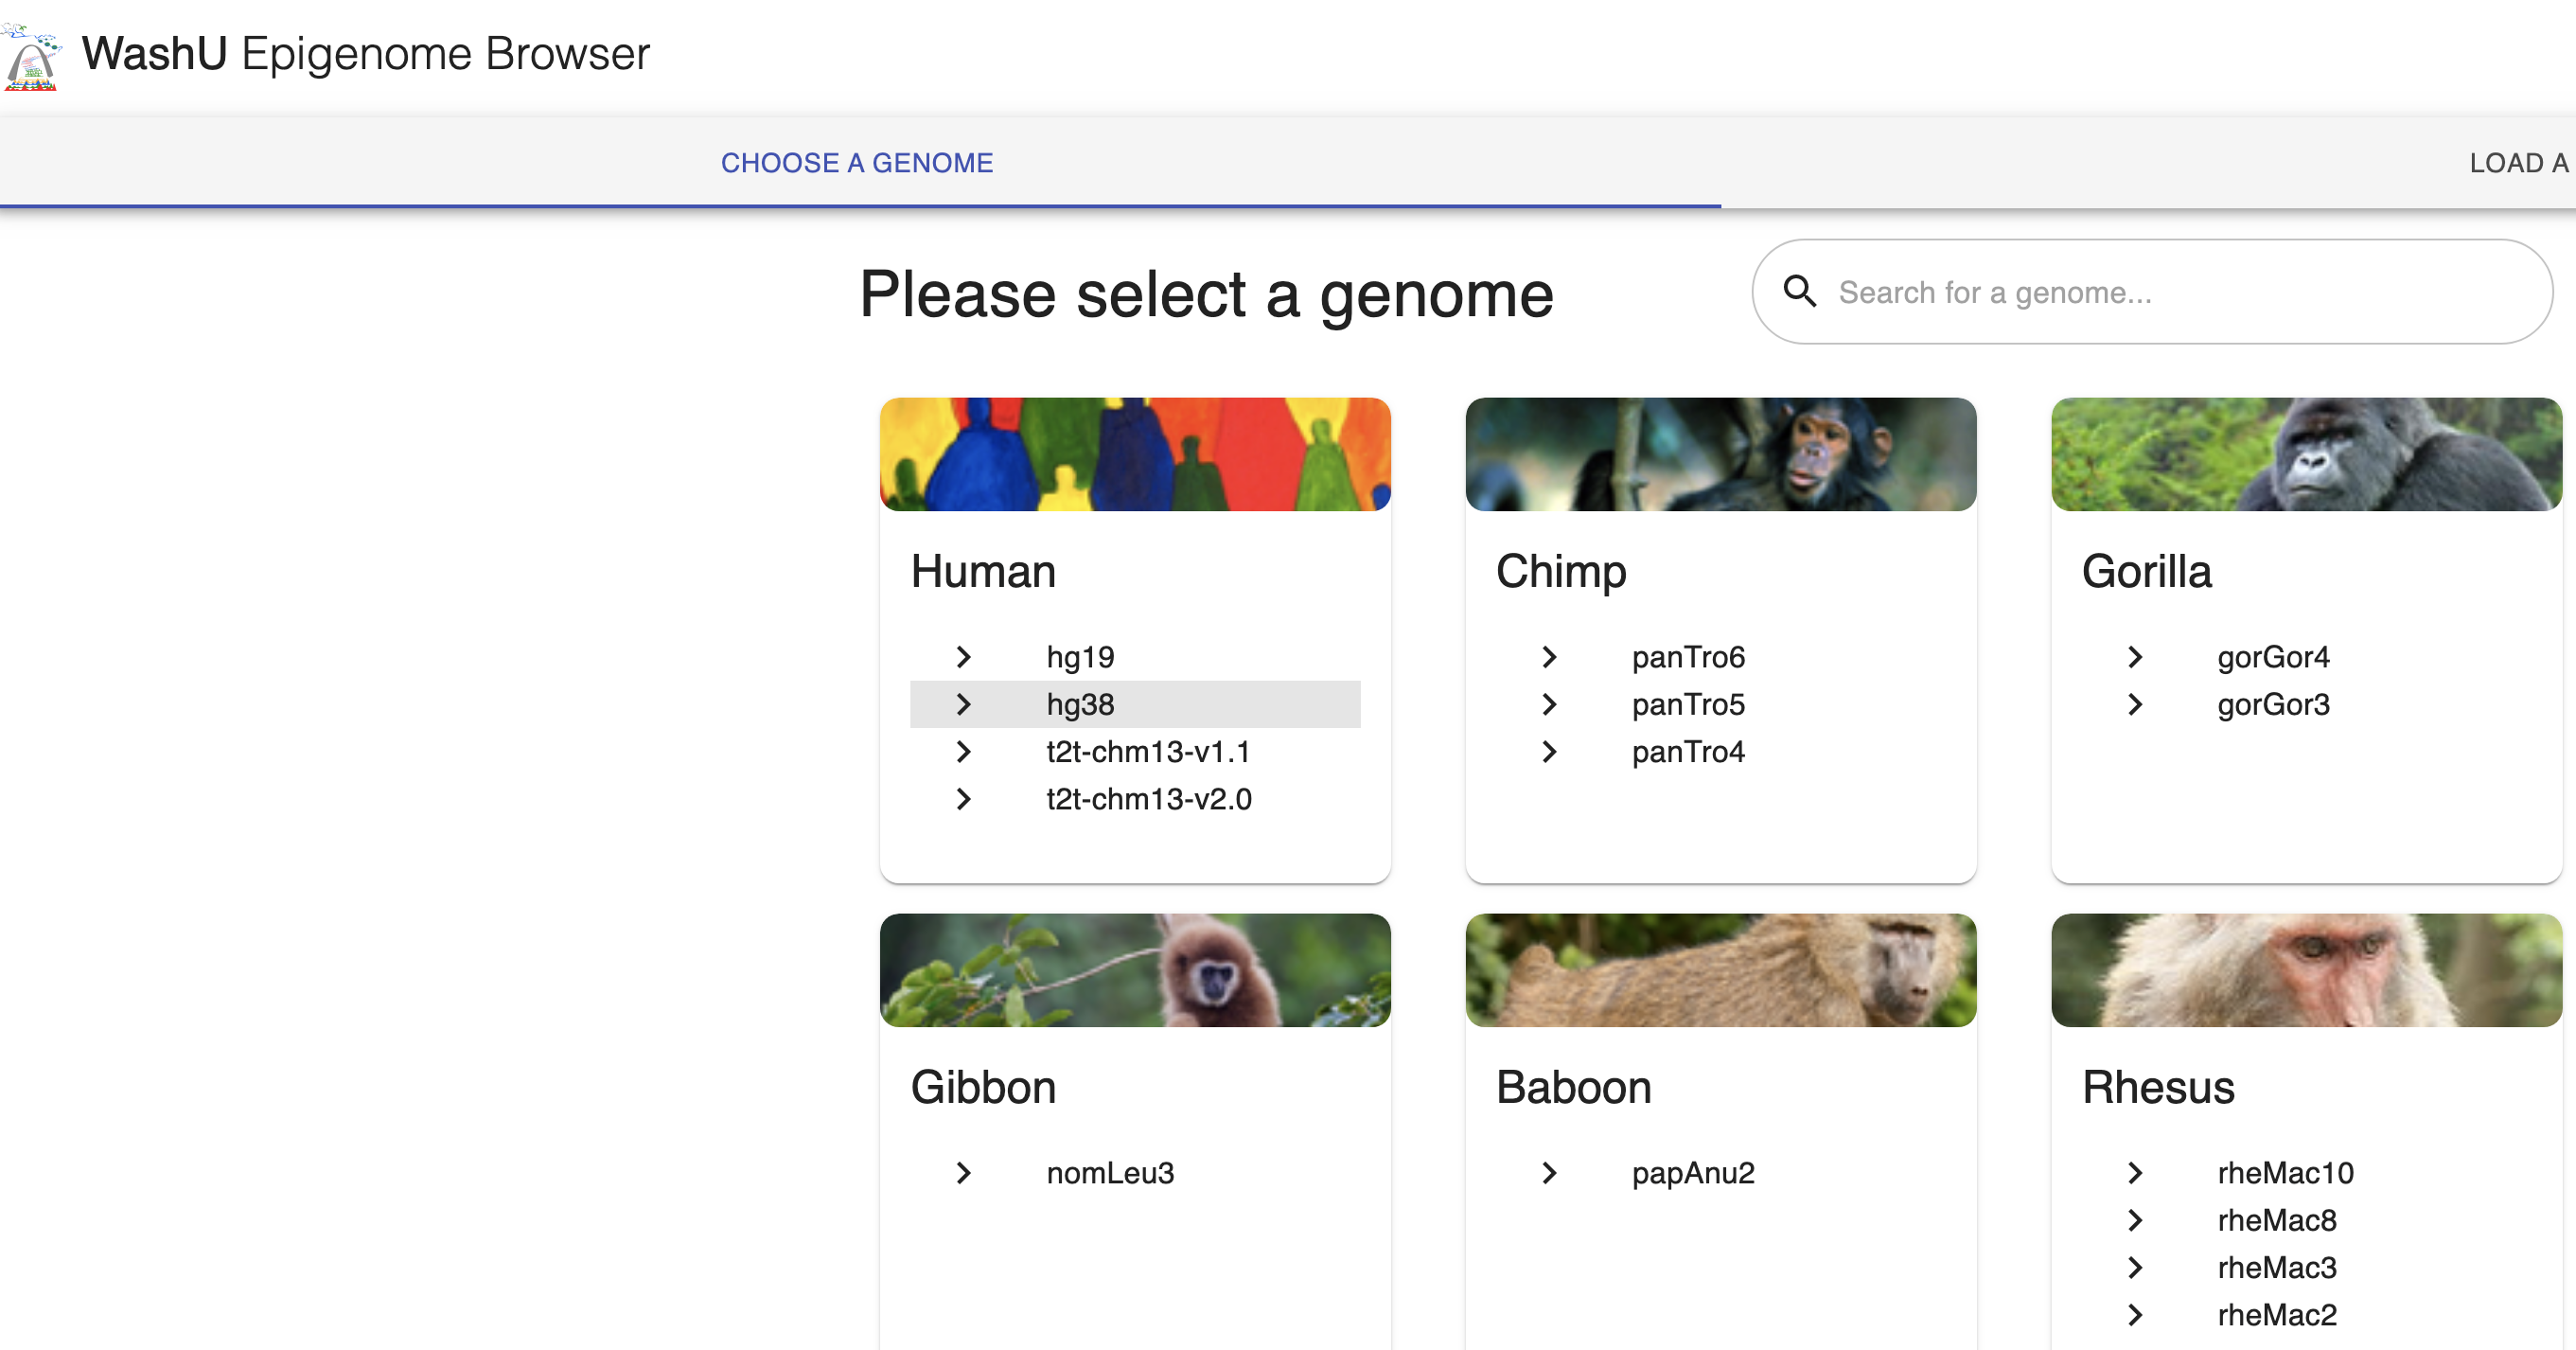 WashU Epigenome Browser
CHOOSE A GENOME
LOAD A
Please select a genome
Search for a genome...
Human
hg19
hg38
t2t-chm13-v1.1
t2t-chm13-v2.0
Chimp
panTro6
panTro5
panTro4
Gorilla
gorGor4
gorGor3
Gibbon
nomLeu3
Baboon
papAnu2
Rhesus
rheMac10
rheMac8
rheMac3
rheMac2